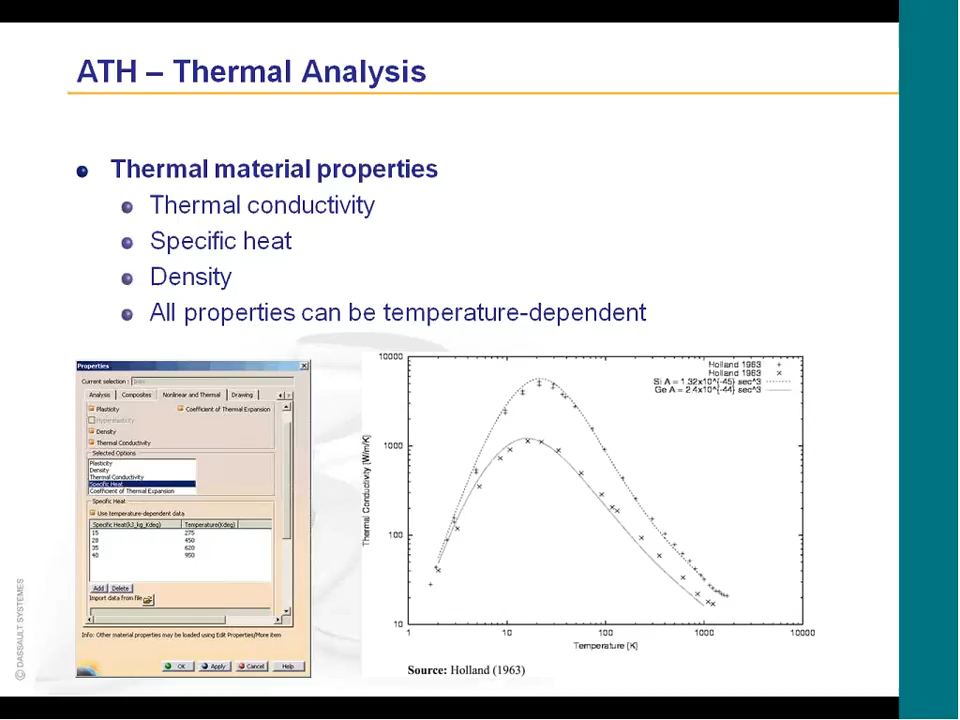 ATH – Thermal Analysis
Thermal material properties
Thermal conductivity
Specific heat
Density
All properties can be temperature-dependent
Properties
Current selection :
Analysis Composites Nonlinear and Thermal Drawing
Plasticity Coefficient of Thermal Expansion
Hyperelasticity
Density
Thermal Conductivity
Selected Options
Plasticity
Density
Thermal Conductivity
Specific Heat
Coefficient of Thermal Expansion
Specific Heat
Use temperature-dependent data
Specific Heat(kJ_kg_Kdeg) Temperature(Kdeg)
15 275
450
35 620
40 950
Add Delete
Import data from file
Info: Other material properties may be loaded using Edit Properties/More item
OK Apply Cancel Help
Holland 1963
Holland 1963
Si A = 1.32x10^{-45} sec^3
Ge A = 2.4x10^{-44} sec^3
Thermal Conductivity [W/m/K]
10000
1000
100
10
1 10 100 1000 10000
Temperature [K]
Source: Holland (1963)
© DASSAULT SYSTEMES